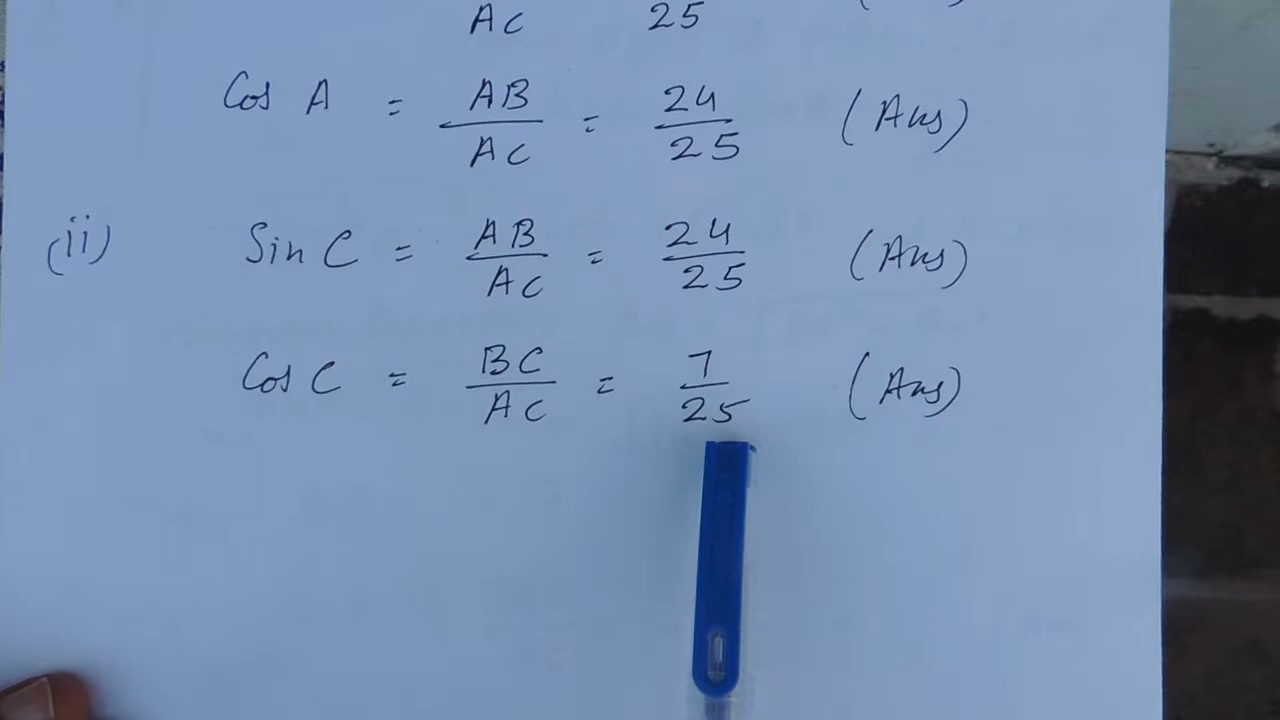 AC 25
Cos A = AB/AC = 24/25 (Ans)
(ii) Sin C = AB/AC = 24/25 (Ans)
Cos C = BC/AC = 7/25 (Ans)